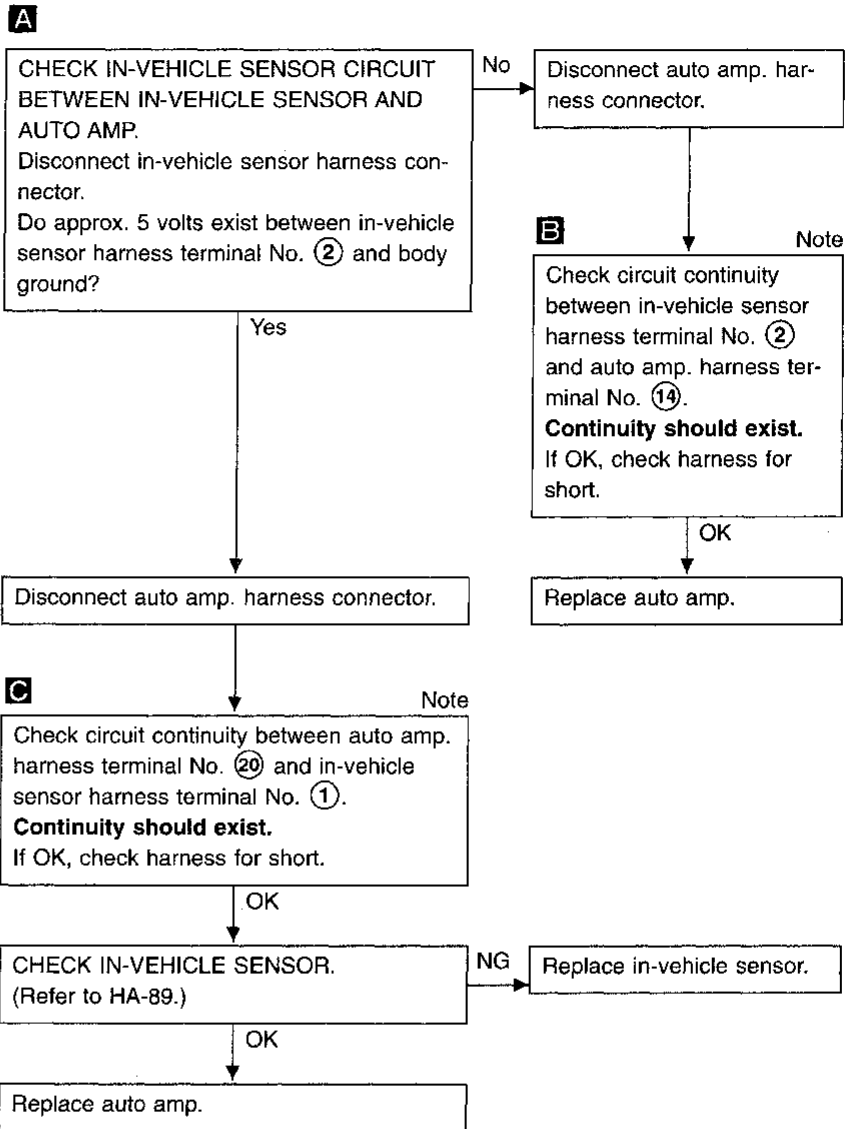 A
CHECK IN-VEHICLE SENSOR CIRCUIT
BETWEEN IN-VEHICLE SENSOR AND
AUTO AMP.
Disconnect in-vehicle sensor harness con-
nector.
Do approx. 5 volts exist between in-vehicle
sensor harness terminal No. ② and body
ground?
No
Disconnect auto amp. har-
ness connector.
B
Note
Check circuit continuity
between in-vehicle sensor
harness terminal No. ②
and auto amp. harness ter-
minal No. ⑭.
Continuity should exist.
If OK, check harness for
short.
OK
Replace auto amp.
Yes
Disconnect auto amp. harness connector.
C
Note
Check circuit continuity between auto amp.
harness terminal No. ⑳ and in-vehicle
sensor harness terminal No. ①.
Continuity should exist.
If OK, check harness for short.
OK
CHECK IN-VEHICLE SENSOR.
(Refer to HA-89.)
NG
Replace in-vehicle sensor.
OK
Replace auto amp.